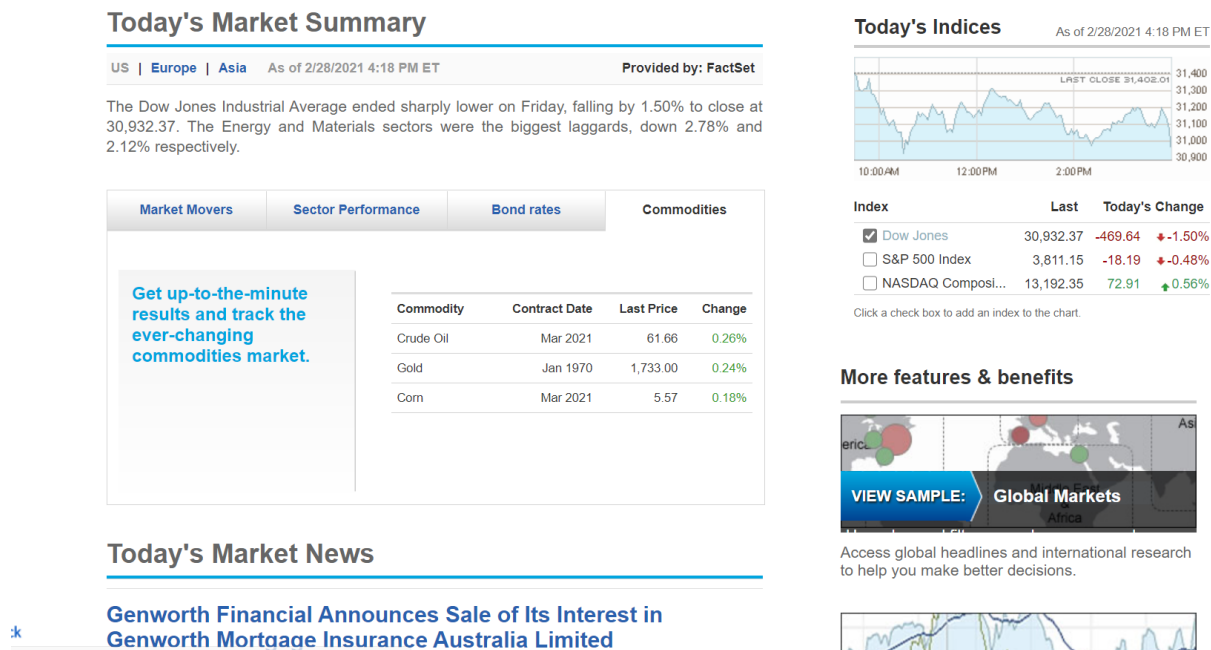 Today's Market Summary
US | Europe | Asia As of 2/28/2021 4:18 PM ET Provided by: FactSet
The Dow Jones Industrial Average ended sharply lower on Friday, falling by 1.50% to close at
30,932.37. The Energy and Materials sectors were the biggest laggards, down 2.78% and
2.12% respectively.
Market Movers Sector Performance Bond rates Commodities
Get up-to-the-minute
results and track the
ever-changing
commodities market.
Commodity Contract Date Last Price Change
Crude Oil Mar 2021 61.66 0.26%
Gold Jan 1970 1,733.00 0.24%
Corn Mar 2021 5.57 0.18%
Today's Market News
Genworth Financial Announces Sale of Its Interest in
Genworth Mortgage Insurance Australia Limited
Today's Indices As of 2/28/2021 4:18 PM ET
LAST CLOSE 31,402.01
31,400
31,300
31,200
31,100
31,000
30,900
10:00AM 12:00PM 2:00PM
Index Last Today's Change
Dow Jones 30,932.37 -469.64 -1.50%
S&P 500 Index 3,811.15 -18.19 -0.48%
NASDAQ Composi... 13,192.35 72.91 0.56%
Click a check box to add an index to the chart.
More features & benefits
VIEW SAMPLE: Global Markets
Middle East
&
Africa
Access global headlines and international research
to help you make better decisions.